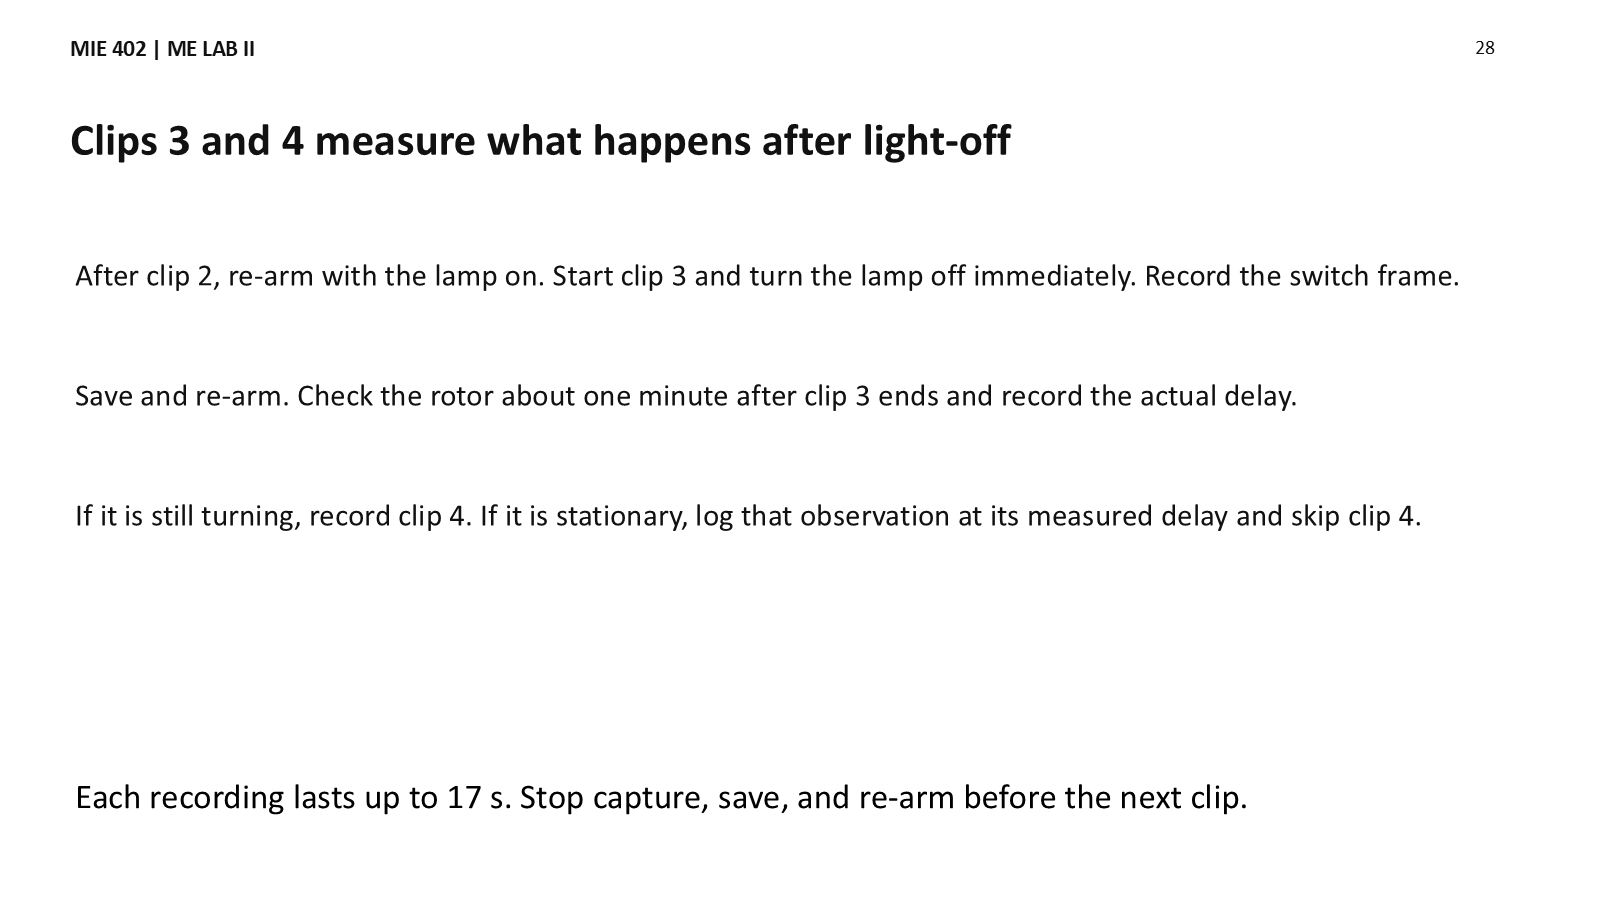 MIE 402 | ME LAB II
28
Clips 3 and 4 measure what happens after light-off
After clip 2, re-arm with the lamp on. Start clip 3 and turn the lamp off immediately. Record the switch frame.
Save and re-arm. Check the rotor about one minute after clip 3 ends and record the actual delay.
If it is still turning, record clip 4. If it is stationary, log that observation at its measured delay and skip clip 4.
Each recording lasts up to 17 s. Stop capture, save, and re-arm before the next clip.